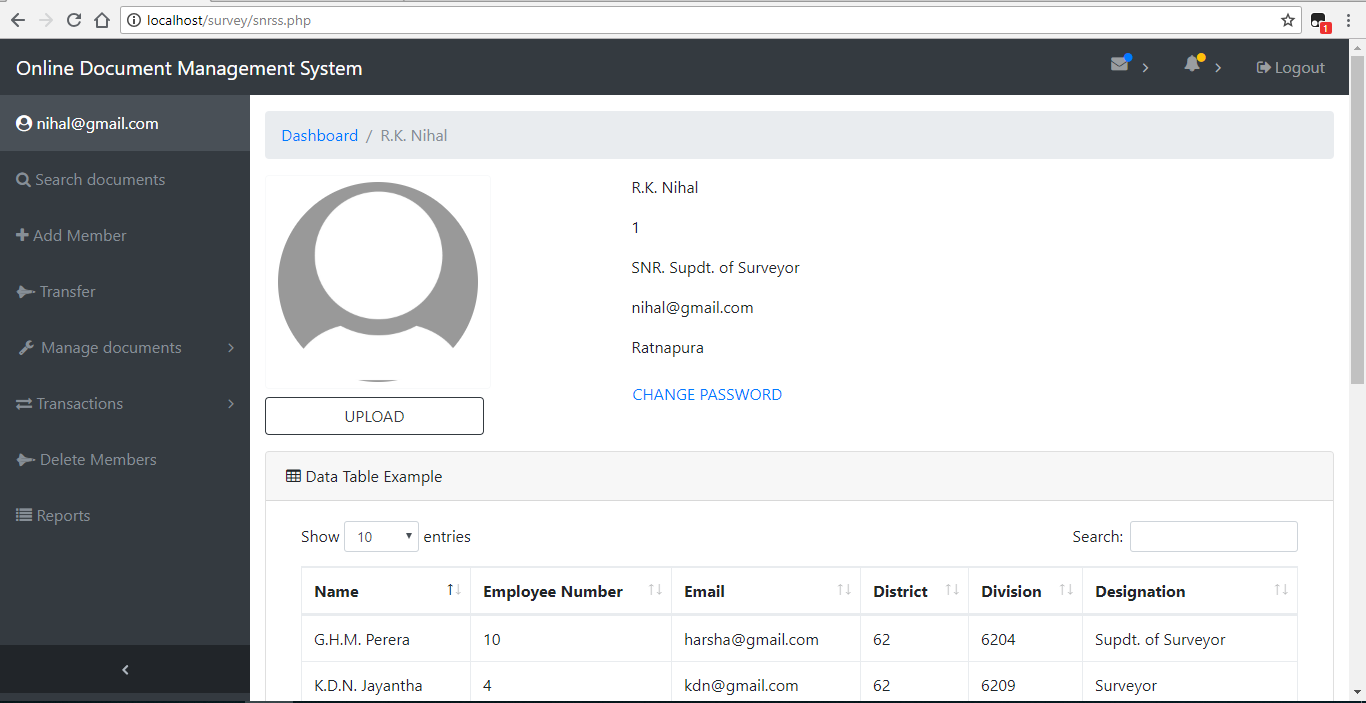 localhost/survey/snrss.php
1
Online Document Management System
Logout
nihal@gmail.com
Search documents
Add Member
Transfer
Manage documents
Transactions
Delete Members
Reports
Dashboard / R.K. Nihal
UPLOAD
R.K. Nihal
1
SNR. Supdt. of Surveyor
nihal@gmail.com
Ratnapura
CHANGE PASSWORD
Data Table Example
Show 10 entries
Search:
Name Employee Number Email District Division Designation
G.H.M. Perera 10 harsha@gmail.com 62 6204 Supdt. of Surveyor
K.D.N. Jayantha 4 kdn@gmail.com 62 6209 Surveyor